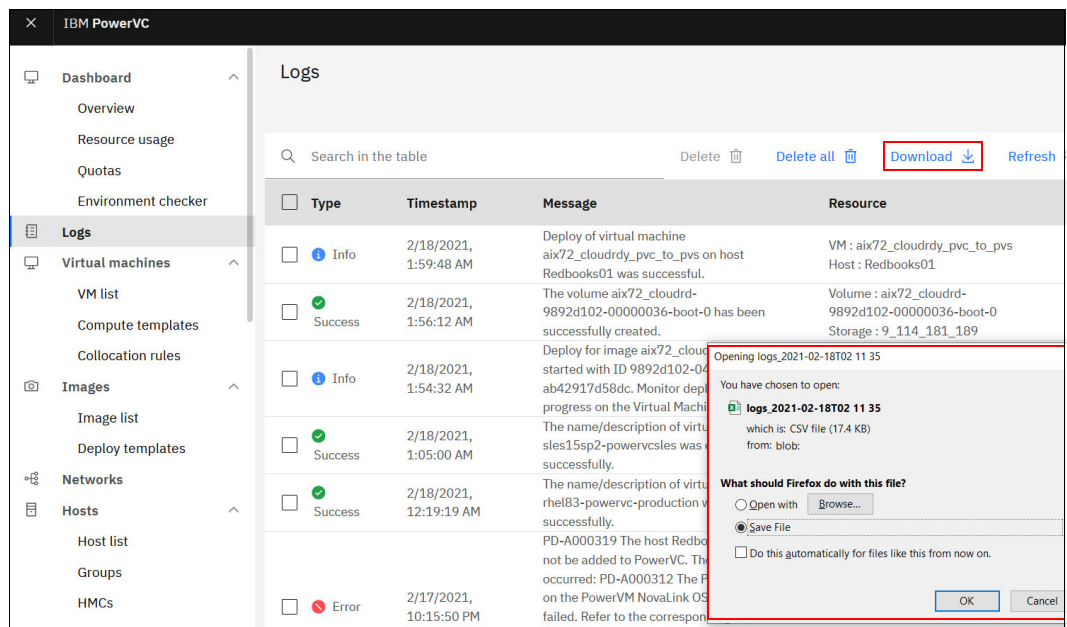 IBM PowerVC
Dashboard
Overview
Resource usage
Quotas
Environment checker
Logs
Virtual machines
VM list
Compute templates
Collocation rules
Images
Image list
Deploy templates
Networks
Hosts
Host list
Groups
HMCs
Logs
Search in the table
Delete
Delete all
Download
Refresh
Type Timestamp Message Resource
Info
2/18/2021,
1:59:48 AM
Deploy of virtual machine
aix72_cloudrdy_pvc_to_pvs on host
Redbooks01 was successful.
VM : aix72_cloudrdy_pvc_to_pvs
Host : Redbooks01
Success
2/18/2021,
1:56:12 AM
The volume aix72_cloudrd-
9892d102-00000036-boot-0 has been
successfully created.
Volume : aix72_cloudrd-
9892d102-00000036-boot-0
Storage : 9_114_181_189
Info
2/18/2021,
1:54:32 AM
Deploy for image aix72_cloud
started with ID 9892d102-04
ab42917d58dc. Monitor depl
progress on the Virtual Machi
Success
2/18/2021,
1:05:00 AM
The name/description of virtu
sles15sp2-powervcsles was
successfully.
Success
2/18/2021,
12:19:19 AM
The name/description of virtu
rhel83-powervc-production
successfully.
Error
2/17/2021,
10:15:50 PM
PD-A000319 The host Redbo
not be added to PowerVC. The
occurred: PD-A000312 The P
on the PowerVM NovaLink OS
failed. Refer to the correspon
Opening logs_2021-02-18T02 11 35
You have chosen to open:
logs_2021-02-18T02 11 35
which is: CSV file (17.4 KB)
from: blob:
What should Firefox do with this file?
Open with
Browse...
Save File
Do this automatically for files like this from now on.
OK
Cancel